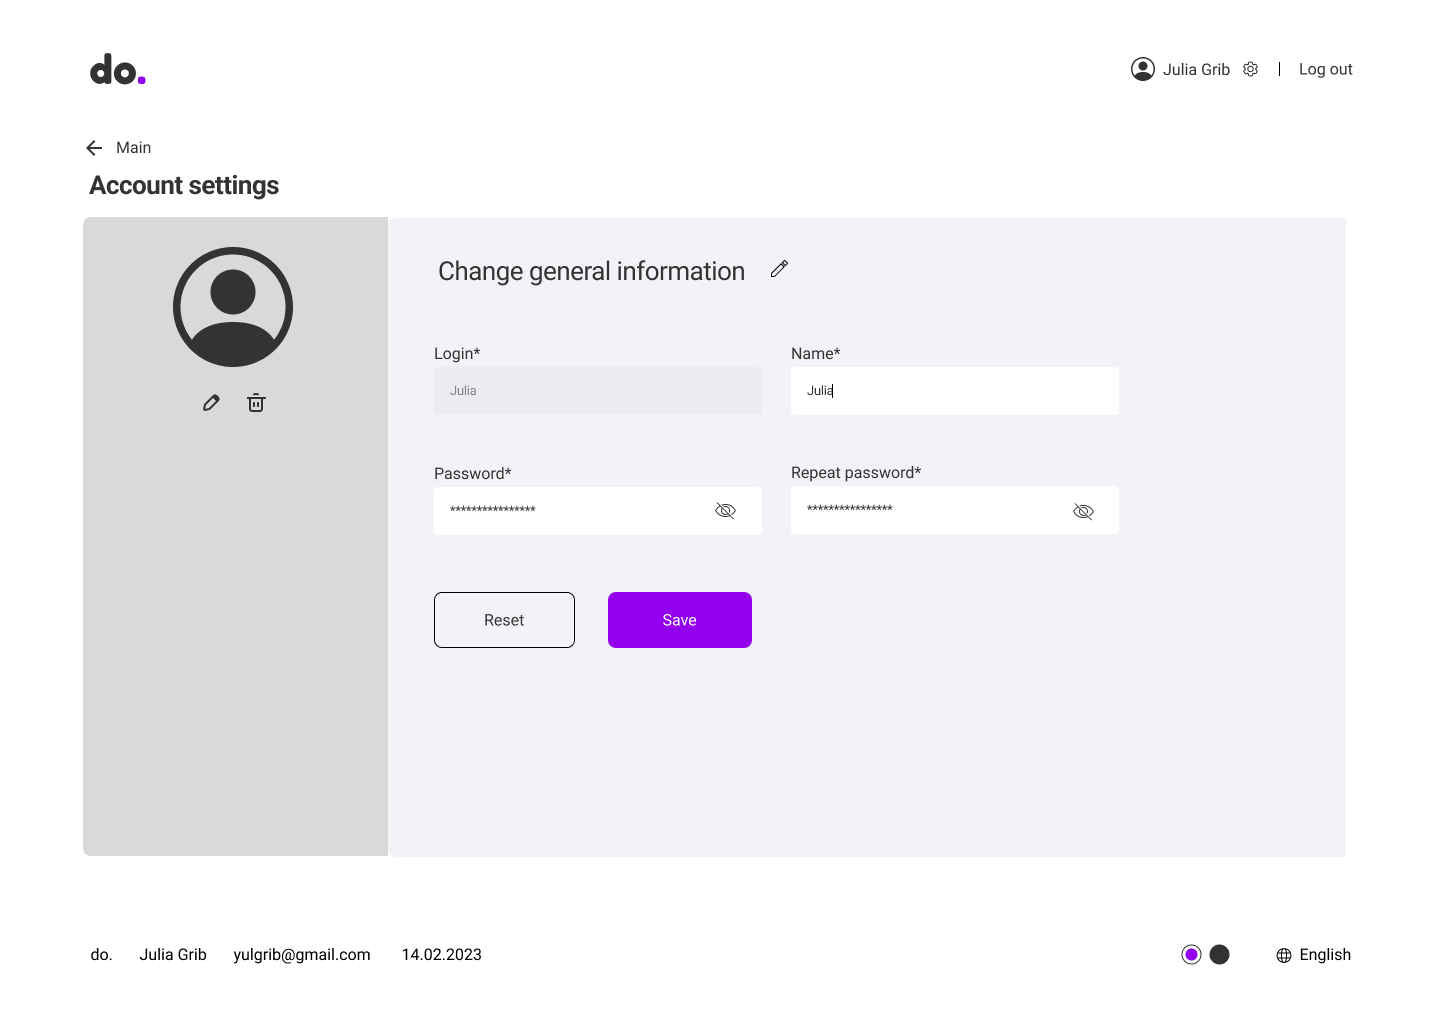 do.
Julia Grib
Log out
Main
Account settings
Change general information
Login*
Name*
Julia
Julia
Password*
Repeat password*
****************
****************
Reset
Save
do.
Julia Grib
yulgrib@gmail.com
14.02.2023
English